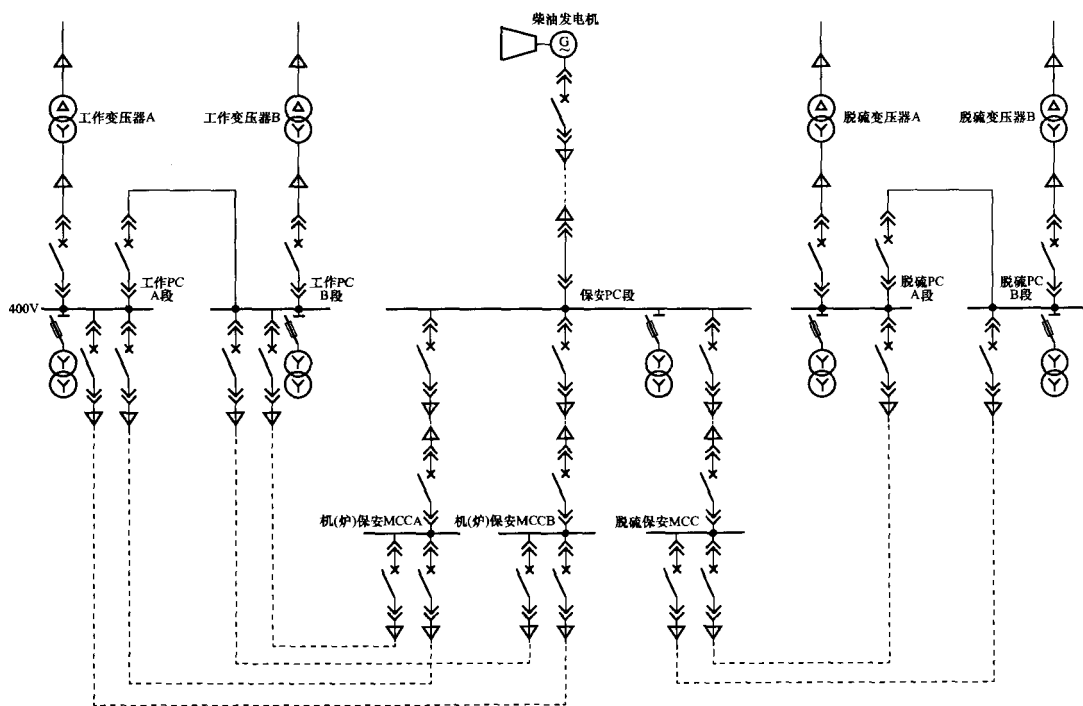 柴油发电机
G
~
工作变压器A
工作变压器B
脱硫变压器A
脱硫变压器B
工作PC
A段
工作PC
B段
脱硫PC
A段
脱硫PC
B段
400V
保安PC段
机(炉)保安MCCA
机(炉)保安MCCB
脱硫保安MCC